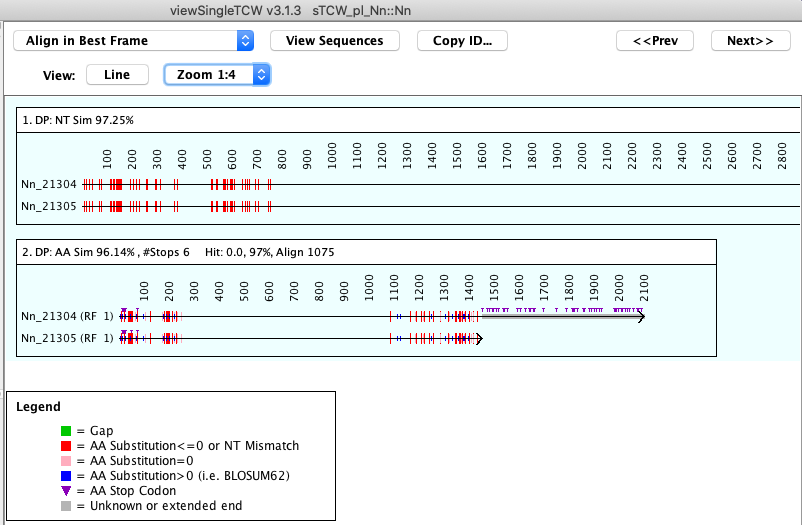 viewSingleTCW v3.1.3 sTCW_pl_Nn::Nn
Align in Best Frame View Sequences Copy ID... <<Prev Next>>
View: Line Zoom 1:4
1. DP: NT Sim 97.25%
100 200 300 400 500 600 700 800 900 1000 1100 1200 1300 1400 1500 1600 1700 1800 1900 2000 2100 2200 2300 2400 2500 2600 2700 2800
Nn_21304
Nn_21305
2. DP: AA Sim 96.14% , #Stops 6 Hit: 0.0, 97%, Align 1075
100 200 300 400 500 600 700 800 900 1000 1100 1200 1300 1400 1500 1600 1700 1800 1900 2000 2100
Nn_21304 (RF 1)
Nn_21305 (RF 1)
Legend
= Gap
= AA Substitution<=0 or NT Mismatch
= AA Substitution=0
= AA Substitution>0 (i.e. BLOSUM62)
= AA Stop Codon
= Unknown or extended end